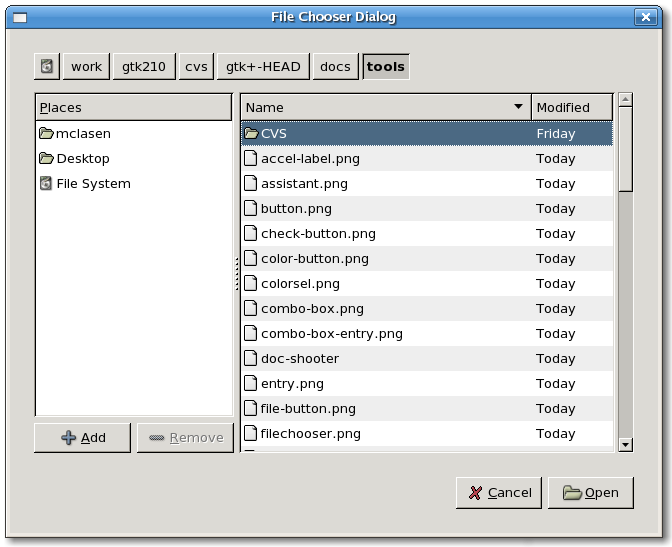 File Chooser Dialog
work gtk210 cvs gtk+-HEAD docs tools
Places
mclasen
Desktop
File System
Add Remove
Name Modified
CVS Friday
accel-label.png Today
assistant.png Today
button.png Today
check-button.png Today
color-button.png Today
colorsel.png Today
combo-box.png Today
combo-box-entry.png Today
doc-shooter Today
entry.png Today
file-button.png Today
filechooser.png Today
Cancel Open